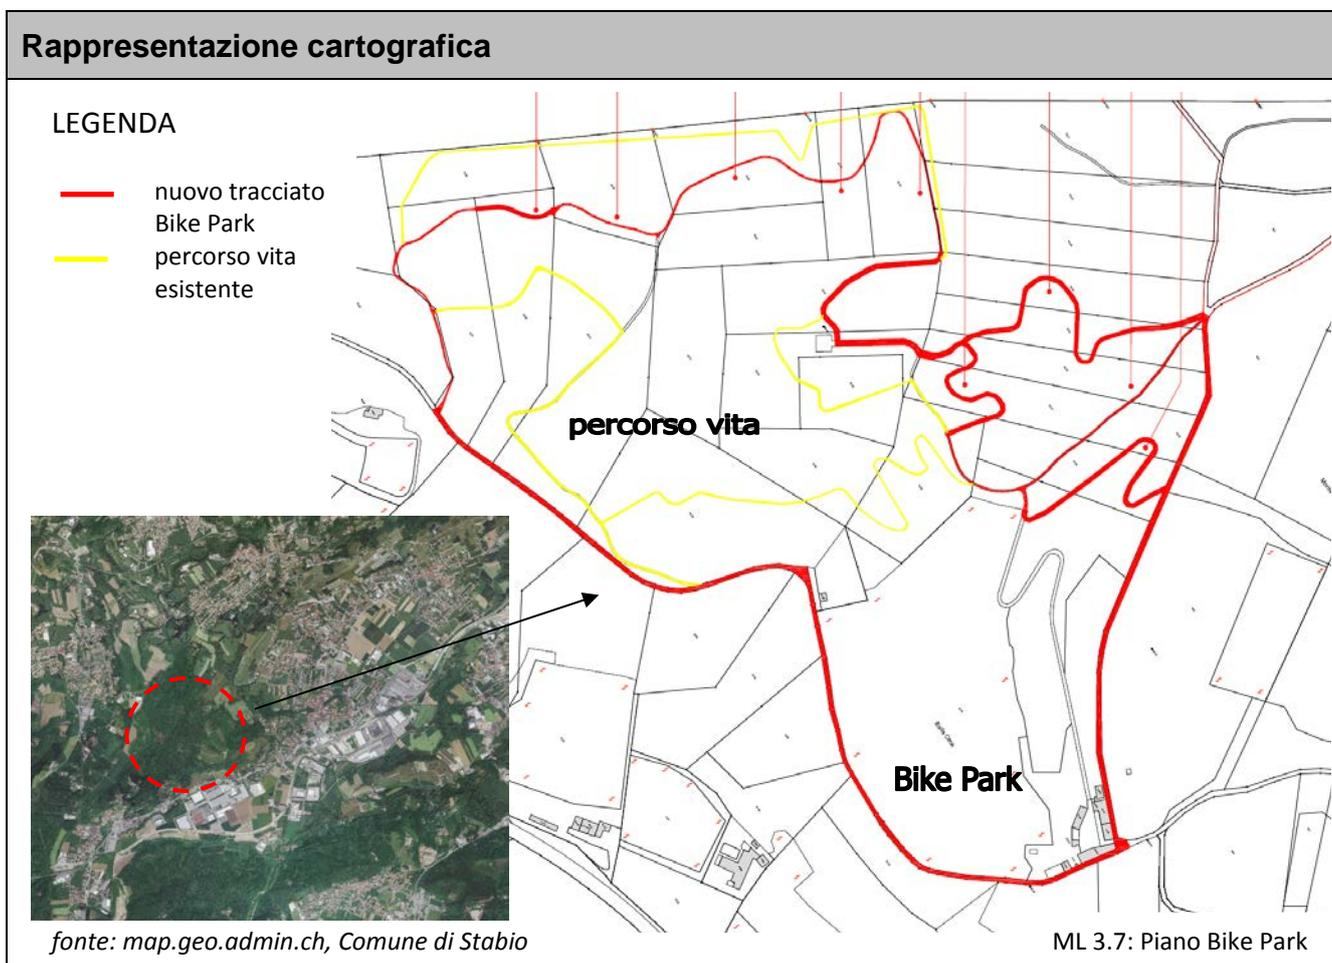 Rappresentazione cartografica
LEGENDA
nuovo tracciato
Bike Park
percorso vita
esistente
percorso vita
Bike Park
fonte: map.geo.admin.ch, Comune di Stabio
ML 3.7: Piano Bike Park